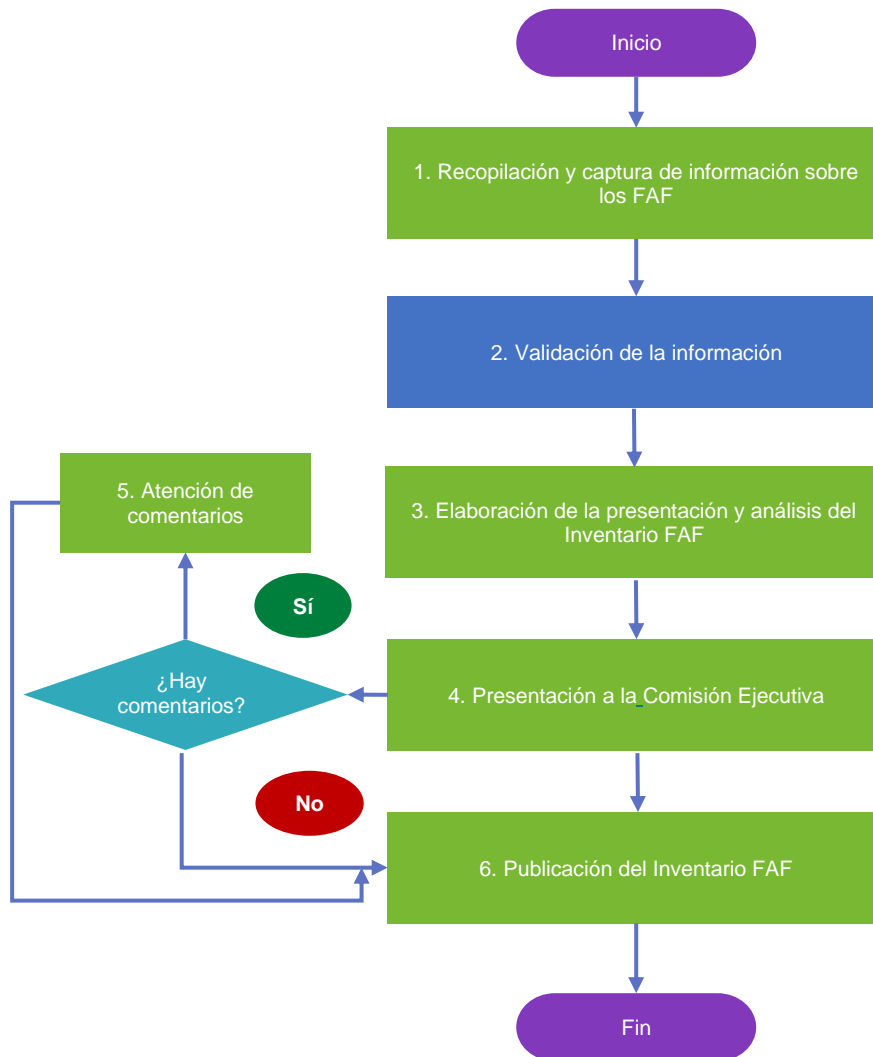 Inicio
1. Recopilación y captura de información sobre
los FAF
2. Validación de la información
3. Elaboración de la presentación y análisis del
Inventario FAF
4. Presentación a la Comisión Ejecutiva
¿Hay
comentarios?
Sí
5. Atención de
comentarios
No
6. Publicación del Inventario FAF
Fin